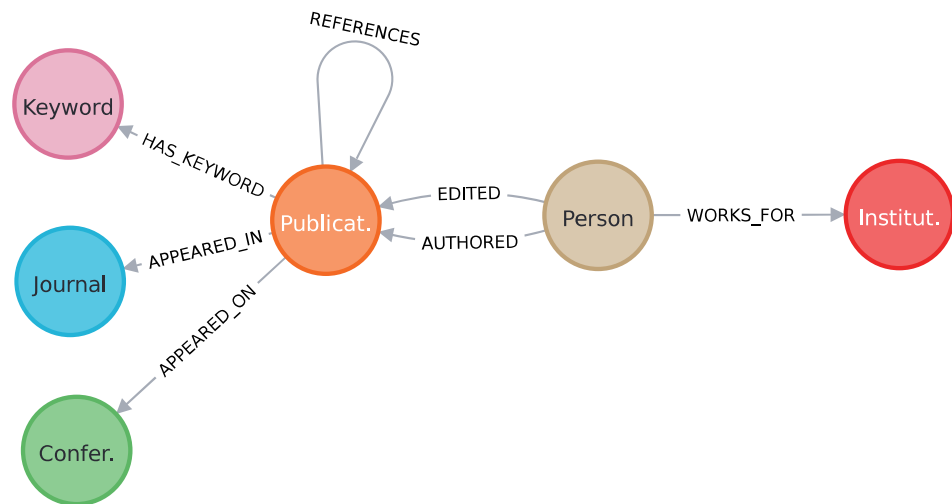 REFERENCES
Keyword
HAS_KEYWORD
EDITED
Publicat.
Person
WORKS_FOR
Institut.
AUTHORED
APPEARED_IN
Journal
APPEARED_ON
Confer.